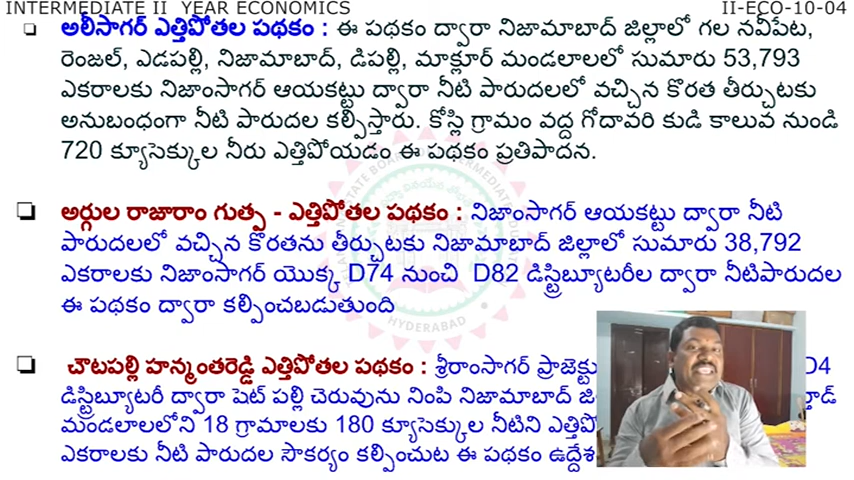 INTERMEDIATE II YEAR ECONOMICS
II-ECO-10-04
అలీసాగర్ ఎత్తిపోతల పథకం : ఈ పథకం ద్వారా నిజామాబాద్ జిల్లాలో గల నవీపేట,
రెంజల్, ఎడపల్లి, నిజామాబాద్, డిపల్లి, మాక్లూర్ మండలాలలో సుమారు 53,793
ఎకరాలకు నిజాంసాగర్ ఆయకట్టు ద్వారా నీటి పారుదలలో వచ్చిన కొరత తీర్చుటకు
అనుబంధంగా నీటి పారుదల కల్పిస్తారు. కోస్లి గ్రామం వద్ద గోదావరి కుడి కాలువ నుండి
720 క్యూసెక్కుల నీరు ఎత్తిపోయడం ఈ పథకం ప్రతిపాదన.
అర్గుల రాజారాం గుత్ప - ఎత్తిపోతల పథకం : నిజాంసాగర్ ఆయకట్టు ద్వారా నీటి
పారుదలలో వచ్చిన కొరతను తీర్చుటకు నిజామాబాద్ జిల్లాలో సుమారు 38,792
ఎకరాలకు నిజాంసాగర్ యొక్క D74 నుంచి D82 డిస్ట్రిబ్యూటరీల ద్వారా నీటిపారుదల
ఈ పథకం ద్వారా కల్పించబడుతుంది
చౌటపల్లి హన్మంతరెడ్డి ఎత్తిపోతల పథకం : శ్రీరాంసాగర్ D4
డిస్ట్రిబ్యూటరీ ద్వారా షెట్ పల్లి చెరువును నింపి నిజామాబాద్
మండలాలలోని 18 గ్రామాలకు 180 క్యూసెక్కుల నీటిని
ఎకరాలకు నీటి పారుదల సౌకర్యం కల్పించుట ఈ పథకం
HYDERABAD